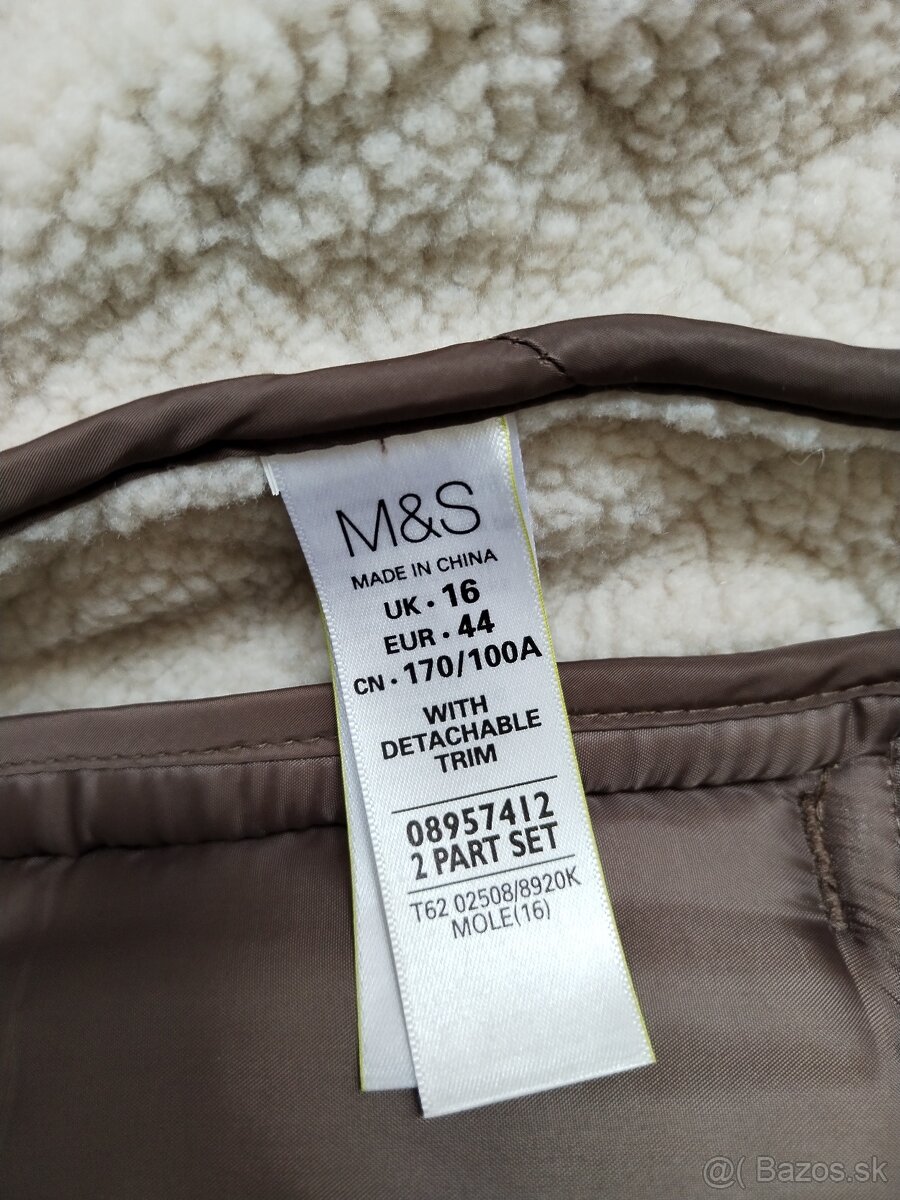 M&S
MADE IN CHINA
UK • 16
EUR • 44
CN • 170/100A
WITH
DETACHABLE
TRIM
08957412
2 PART SET
T62 02508/8920K
MOLE(16)
@( Bazos.sk